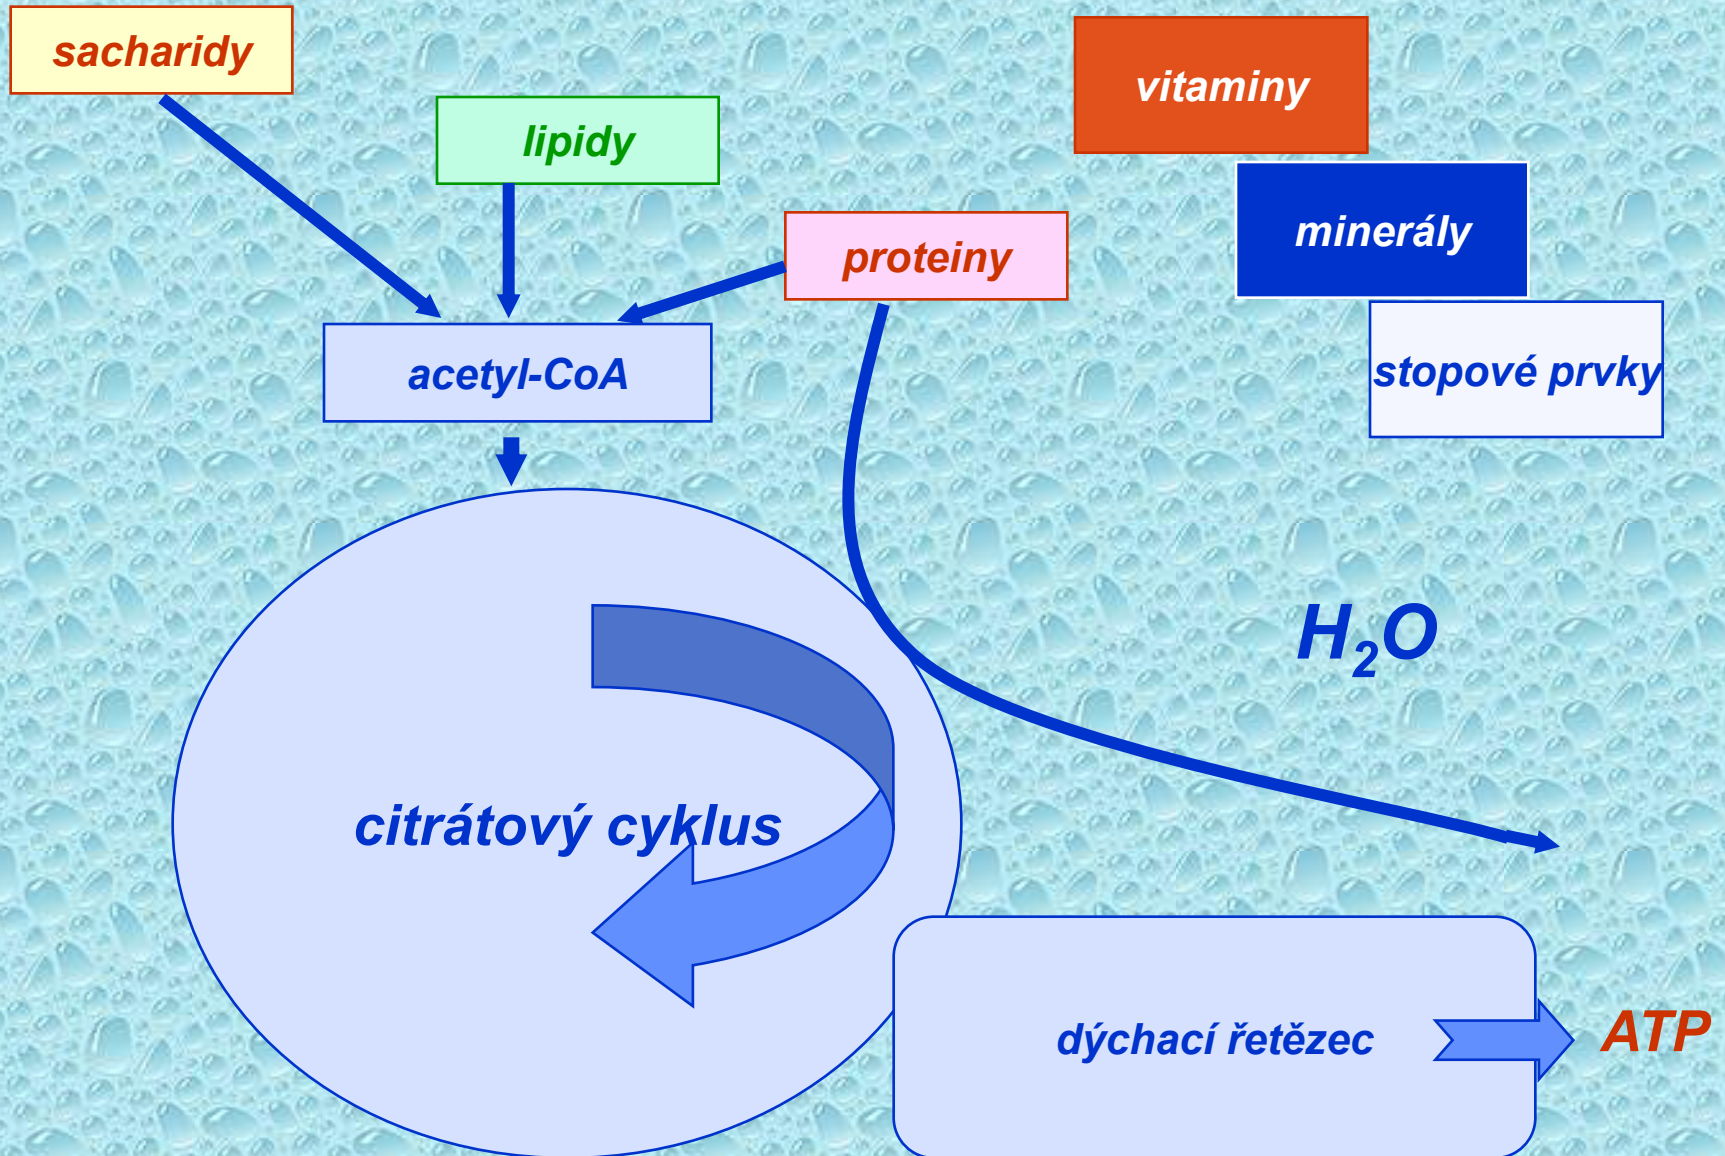 sacharidy
vitaminy
lipidy
minerály
proteiny
stopové prvky
acetyl-CoA
H₂O
citrátový cyklus
dýchací řetězec
ATP